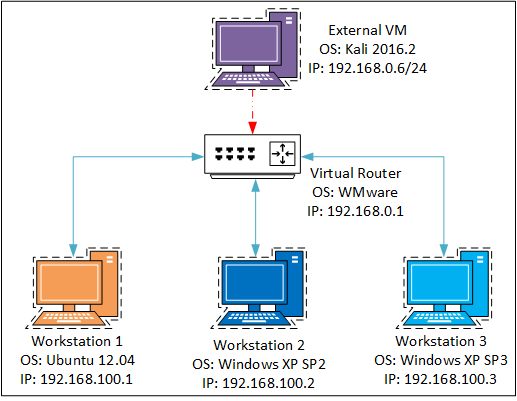 External VM
OS: Kali 2016.2
IP: 192.168.0.6/24
Virtual Router
OS: WMware
IP: 192.168.0.1
Workstation 1
OS: Ubuntu 12.04
IP: 192.168.100.1
Workstation 2
OS: Windows XP SP2
IP: 192.168.100.2
Workstation 3
OS: Windows XP SP3
IP: 192.168.100.3